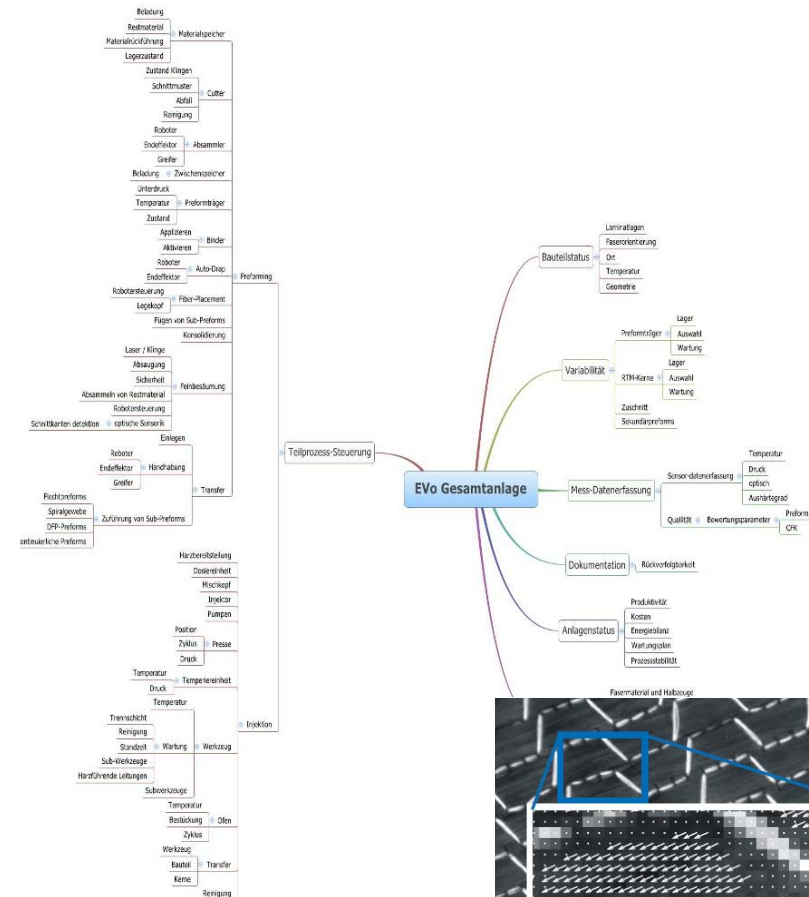 Beladung
Restmaterial
Materialrückführung
Lagerzustand
Materialspeicher
Zustand Klingen
Schnittmuster
Abfall
Reinigung
Cutter
Roboter
Endeffektor
Greifer
Absammler
Beladung
Zwischenspeicher
Unterdruck
Temperatur
Zustand
Preformträger
Applizieren
Aktivieren
Binder
Roboter
Endeffektor
Auto-Drap
Robotersteuerung
Legekopf
Fiber-Placement
Fügen von Sub-Preforms
Konsolidierung
Preforming
Laser / Klinge
Absaugung
Sicherheit
Absammeln von Restmaterial
Robotersteuerung
Schnittkanten detektion
optische Sensorik
Feinbesäumung
Einlegen
Roboter
Endeffektor
Greifer
Handhabung
Flechtpreforms
Spiralgewebe
DFP-Preforms
ontinuierliche Preforms
Zuführung von Sub-Preforms
Transfer
Teilprozess-Steuerung
Harzbereitstellung
Dosiereinheit
Mischkopf
Injektor
Pumpen
Position
Zyklus
Druck
Presse
Temperatur
Druck
Temperiereinheit
Injektion
Temperatur
Trennschicht
Reinigung
Standzeit
Sub-Werkzeuge
Harzführende Leitungen
Wartung
Werkzeug
Subwerkzeuge
Temperatur
Bestückung
Zyklus
Ofen
Werkzeug
Bauteil
Kerne
Transfer
Reinigung
EVo Gesamtanlage
Bauteilstatus
Laminatlagen
Faserorientierung
Ort
Temperatur
Geometrie
Variabilität
Preformträger
Lager
Auswahl
Wartung
RTM-Kerne
Lager
Auswahl
Wartung
Zuschnitt
Sekundärpreforms
Mess-Datenerfassung
Sensor-datenerfassung
Temperatur
Druck
optisch
Aushärtegrad
Qualität
Bewertungsparameter
Preform
CFK
Dokumentation
Rückverfolgbarkeit
Anlagenstatus
Produktivität
Kosten
Energiebilanz
Wartungsplan
Prozessstabilität
Fasermaterial und Halbzeuge